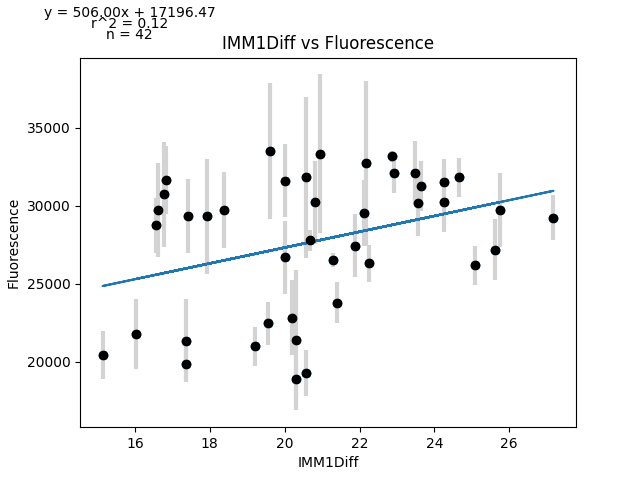 y = 506.00x + 17196.47
r^2 = 0.12
n = 42
IMM1Diff vs Fluorescence
Fluorescence
35000
30000
25000
20000
16 18 20 22 24 26
IMM1Diff